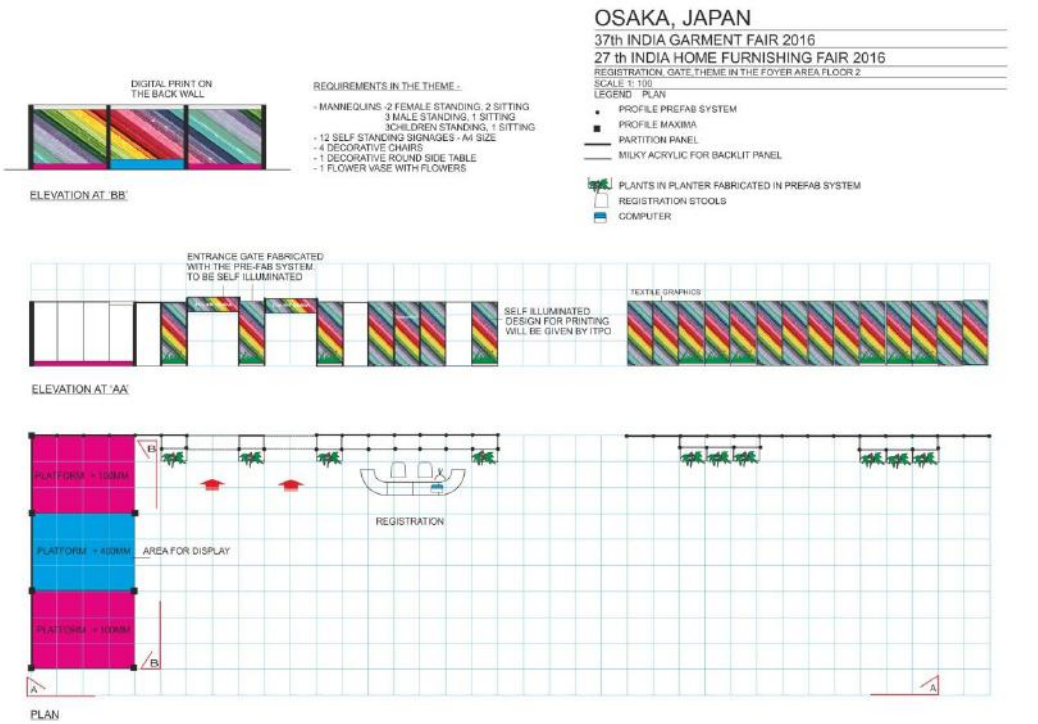 OSAKA, JAPAN
37th INDIA GARMENT FAIR 2016
27 th INDIA HOME FURNISHING FAIR 2016
REGISTRATION, GATE,THEME IN THE FOYER AREA FLOOR 2
SCALE 1: 100
LEGEND PLAN
PROFILE PREFAB SYSTEM
PROFILE MAXIMA
PARTITION PANEL
MILKY ACRYLIC FOR BACKLIT PANEL
PLANTS IN PLANTER FABRICATED IN PREFAB SYSTEM
REGISTRATION STOOLS
COMPUTER
DIGITAL PRINT ON
THE BACK WALL
ELEVATION AT 'BB'
REQUIREMENTS IN THE THEME -
- MANNEQUINS -2 FEMALE STANDING, 2 SITTING
3 MALE STANDING, 1 SITTING
3CHILDREN STANDING, 1 SITTING
- 12 SELF STANDING SIGNAGES - A4 SIZE
- 4 DECORATIVE CHAIRS
- 1 DECORATIVE ROUND SIDE TABLE
- 1 FLOWER VASE WITH FLOWERS
ENTRANCE GATE FABRICATED
WITH THE PRE-FAB SYSTEM.
TO BE SELF ILLUMINATED
SELF ILLUMINATED
DESIGN FOR PRINTING
WILL BE GIVEN BY ITPO
TEXTILE GRAPHICS
ELEVATION AT 'AA'
B
PLATFORM = 100MM
REGISTRATION
PLATFORM = 400MM
AREA FOR DISPLAY
PLATFORM = 100MM
B
A
A
PLAN